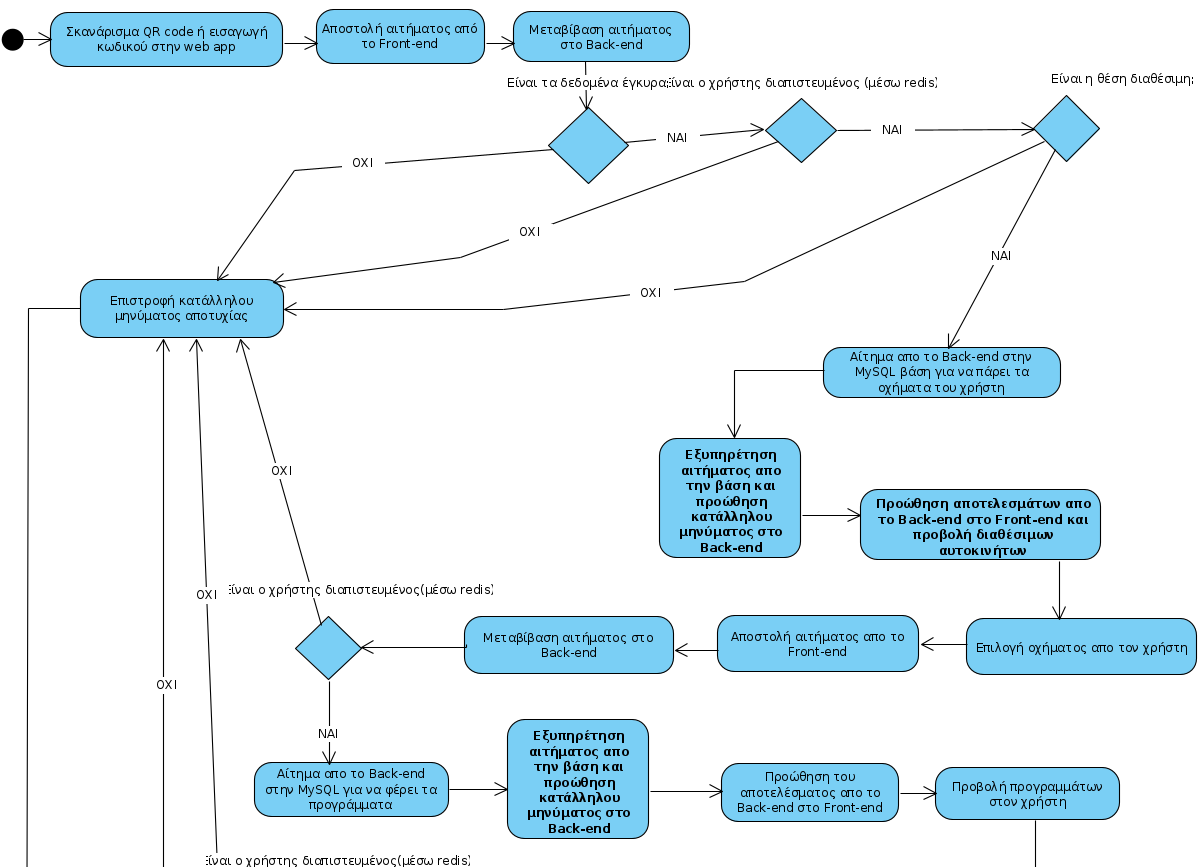 Σκανάρισμα QR code ή εισαγωγή
κωδικού στην web app
Αποστολή αιτήματος από
το Front-end
Μεταβίβαση αιτήματος
στο Back-end
Είναι τα δεδομένα έγκυρα;
Είναι ο χρήστης διαπιστευμένος (μέσω redis)
Είναι η θέση διαθέσιμη;
ΝΑΙ
ΝΑΙ
ΟΧΙ
ΟΧΙ
ΝΑΙ
ΟΧΙ
Επιστροφή κατάλληλου
μηνύματος αποτυχίας
Αίτημα απο το Back-end στην
MySQL βάση για να πάρει τα
οχήματα του χρήστη
Εξυπηρέτηση
αιτήματος απο
την βάση και
προώθηση
κατάλληλου
μηνύματος στο
Back-end
Προώθηση αποτελεσμάτων απο
το Back-end στο Front-end και
προβολή διαθέσιμων
αυτοκινήτων
ΟΧΙ
ΟΧΙ
Είναι ο χρήστης διαπιστευμένος(μέσω redis)
Μεταβίβαση αιτήματος στο
Back-end
Αποστολή αιτήματος απο το
Front-end
Επιλογή οχήματος απο τον χρήστη
ΟΧΙ
ΝΑΙ
Αίτημα απο το Back-end
στην MySQL για να φέρει τα
προγράμματα
Εξυπηρέτηση
αιτήματος απο
την βάση και
προώθηση
κατάλληλου
μηνύματος στο
Back-end
Προώθηση του
αποτελέσματος απο το
Back-end στο Front-end
Προβολή προγραμμάτων
στον χρήστη
Είναι ο χρήστης διαπιστευμένος(μέσω redis)